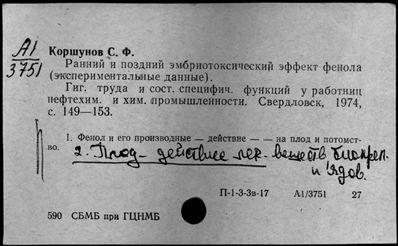 А1/3751
Коршунов С. Ф.
Ранний и поздний эмбриотоксический эффект фенола
(экспериментальные данные).
Гиг. труда и сост. специфич. функций у работниц
нефтехим. и хим. промышленности. Свердловск, 1974,
с. 149—153.
1. Фенол и его производные — действие — — на плод и потомст-
во. 2. Плод — действие лек. веществ
и ядов.
П-1-3-3в-17 А1/3751 27
590 СБМБ при ГЦНМБ